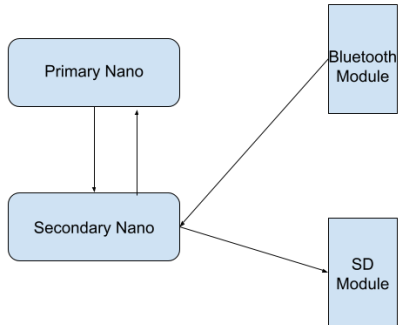 Primary Nano
Bluetooth
Module
Secondary Nano
SD
Module